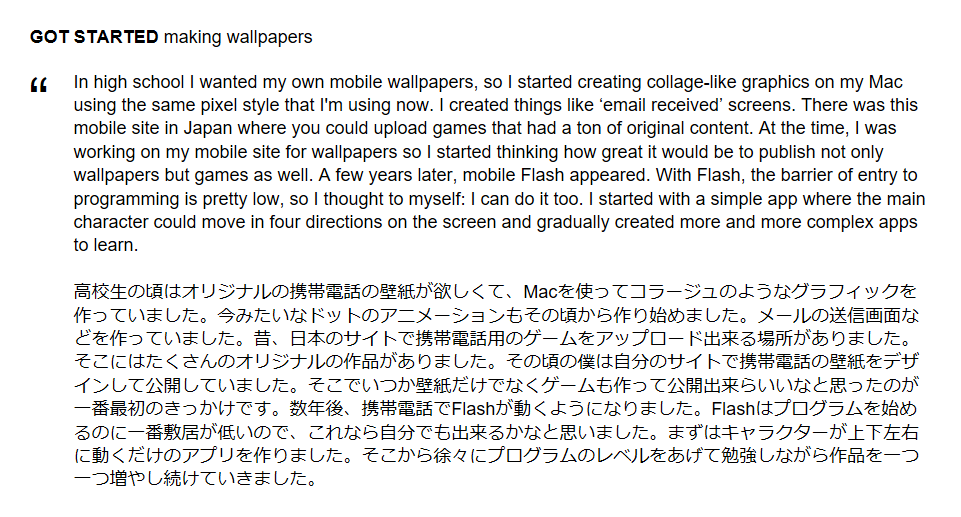 GOT STARTED making wallpapers
“ In high school I wanted my own mobile wallpapers, so I started creating collage-like graphics on my Mac
using the same pixel style that I'm using now. I created things like ‘email received’ screens. There was this
mobile site in Japan where you could upload games that had a ton of original content. At the time, I was
working on my mobile site for wallpapers so I started thinking how great it would be to publish not only
wallpapers but games as well. A few years later, mobile Flash appeared. With Flash, the barrier of entry to
programming is pretty low, so I thought to myself: I can do it too. I started with a simple app where the main
character could move in four directions on the screen and gradually created more and more complex apps
to learn.
高校生の頃はオリジナルの携帯電話の壁紙が欲しくて、Macを使ってコラージュのようなグラフィックを
作っていました。今みたいなドットのアニメーションもその頃から作り始めました。メールの送信画面な
どを作っていました。昔、日本のサイトで携帯電話用のゲームをアップロード出来る場所がありました。
そこにはたくさんのオリジナルの作品がありました。その頃の僕は自分のサイトで携帯電話の壁紙をデザ
インして公開していました。そこでいつか壁紙だけでなくゲームも作って公開出来らいいなと思ったのが
一番最初のきっかけです。数年後、携帯電話でFlashが動くようになりました。Flashはプログラムを始め
るのに一番敷居が低いので、これなら自分でも出来るかなと思いました。まずはキャラクターが上下左右
に動くだけのアプリを作りました。そこから徐々にプログラムのレベルをあげて勉強しながら作品を一つ
一つ増やし続けていきました。